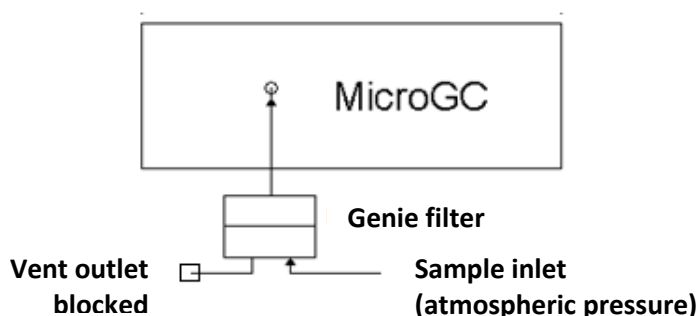 MicroGC
Genie filter
Vent outlet
blocked
Sample inlet
(atmospheric pressure)